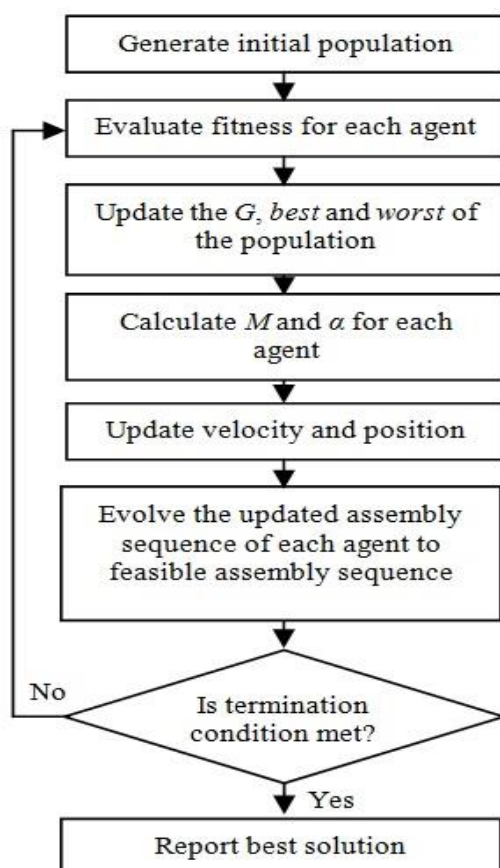 Generate initial population
Evaluate fitness for each agent
Update the G, best and worst of
the population
Calculate M and α for each
agent
Update velocity and position
Evolve the updated assembly
sequence of each agent to
feasible assembly sequence
No
Is termination
condition met?
Yes
Report best solution